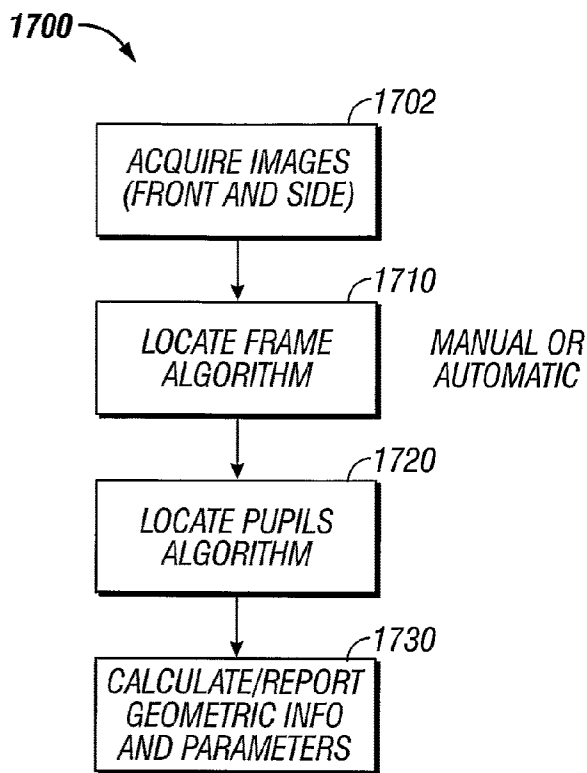 1700
1702
ACQUIRE IMAGES
(FRONT AND SIDE)
1710
LOCATE FRAME
ALGORITHM
MANUAL OR
AUTOMATIC
1720
LOCATE PUPILS
ALGORITHM
1730
CALCULATE/REPORT
GEOMETRIC INFO
AND PARAMETERS